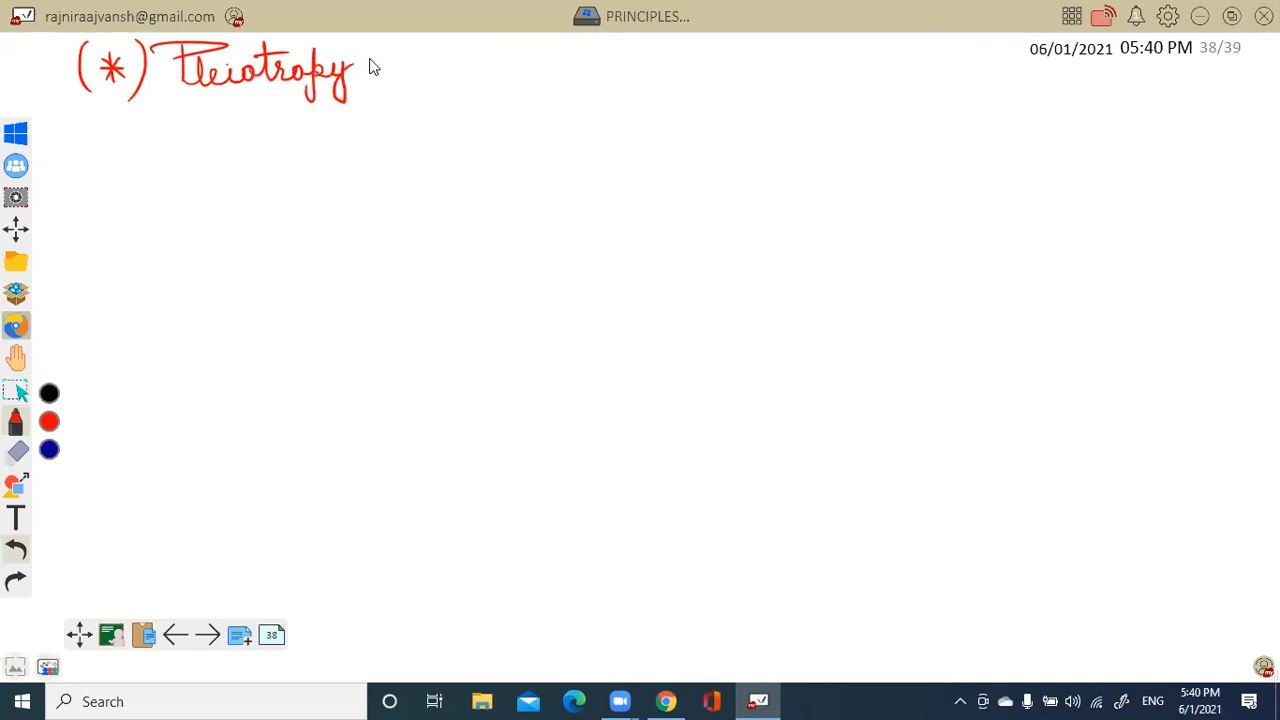 rajniraajvansh@gmail.com
PRINCIPLES...
06/01/2021 05:40 PM 38/39
(*) Pleiotropy
T
38
Search
ENG
5:40 PM
6/1/2021